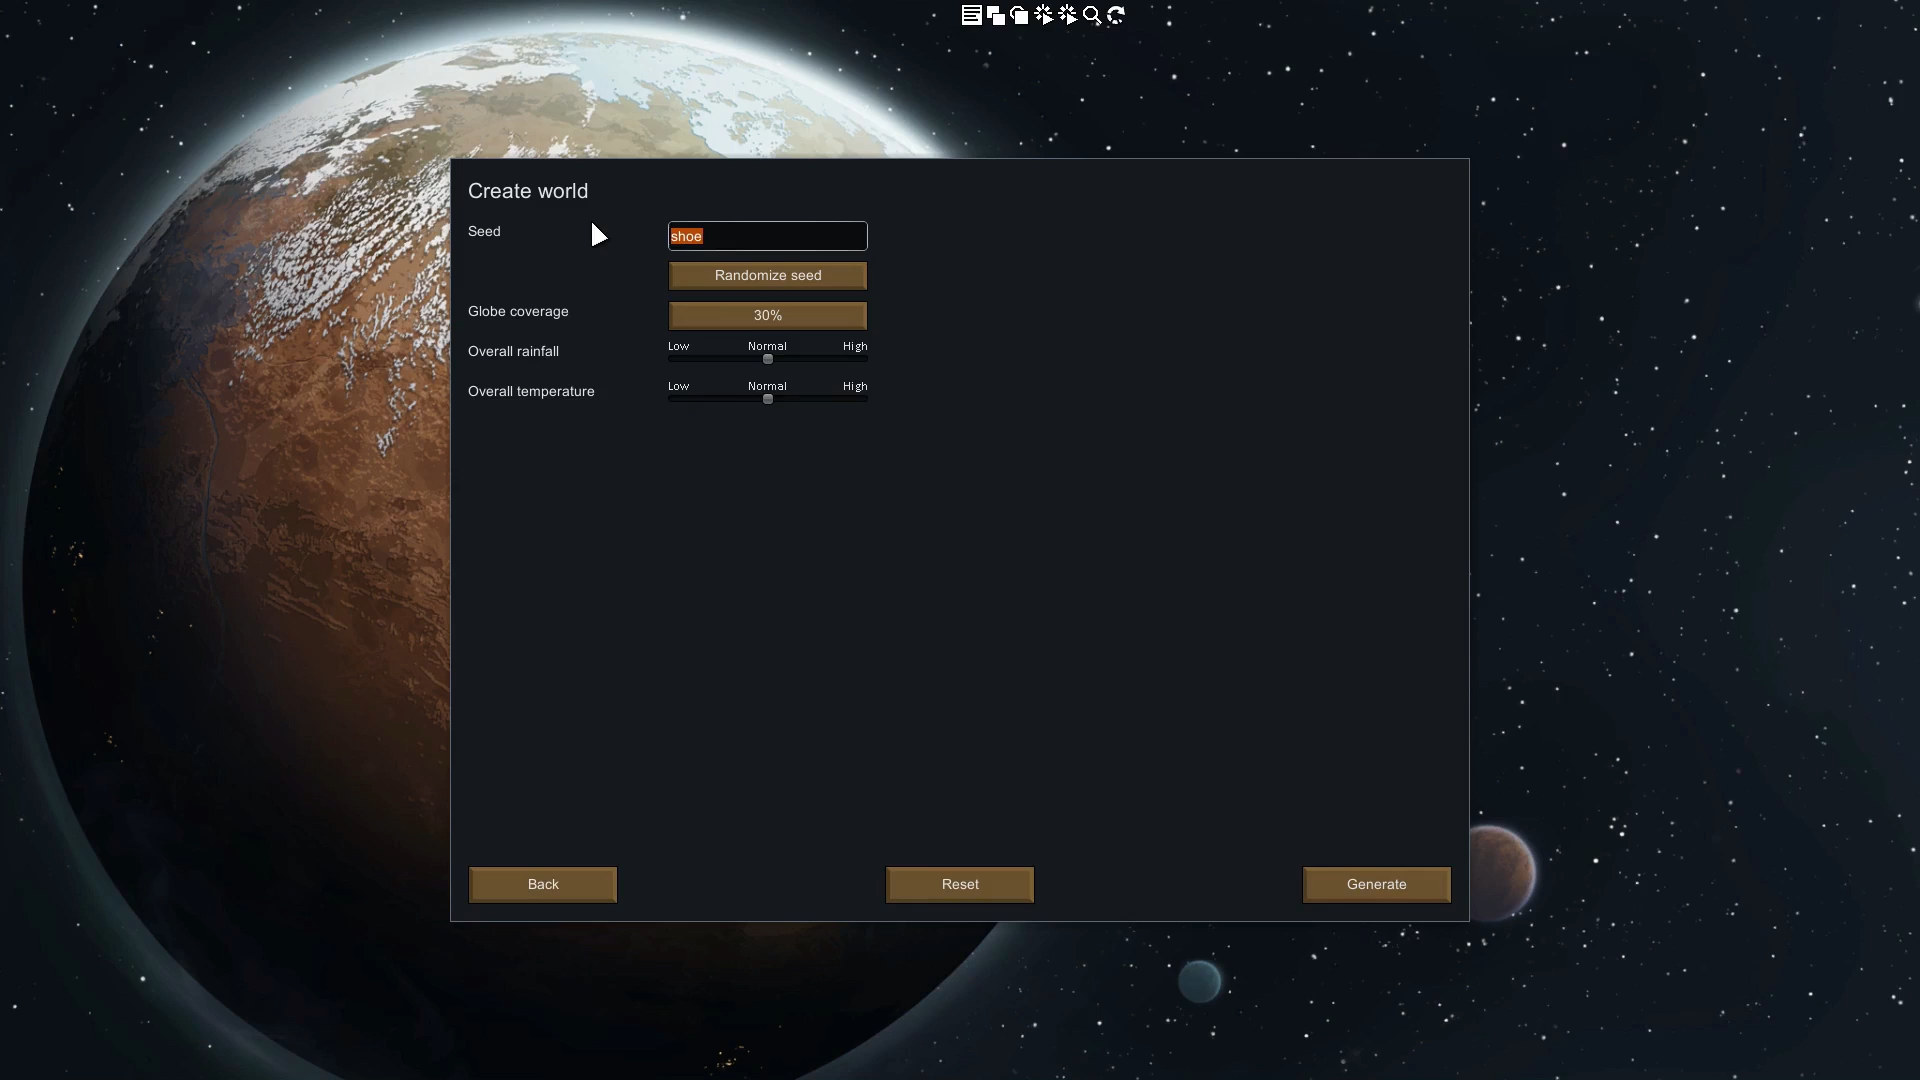 Create world
Seed
shoe
Randomize seed
Globe coverage
30%
Overall rainfall
Low Normal High
Overall temperature
Low Normal High
Back
Reset
Generate